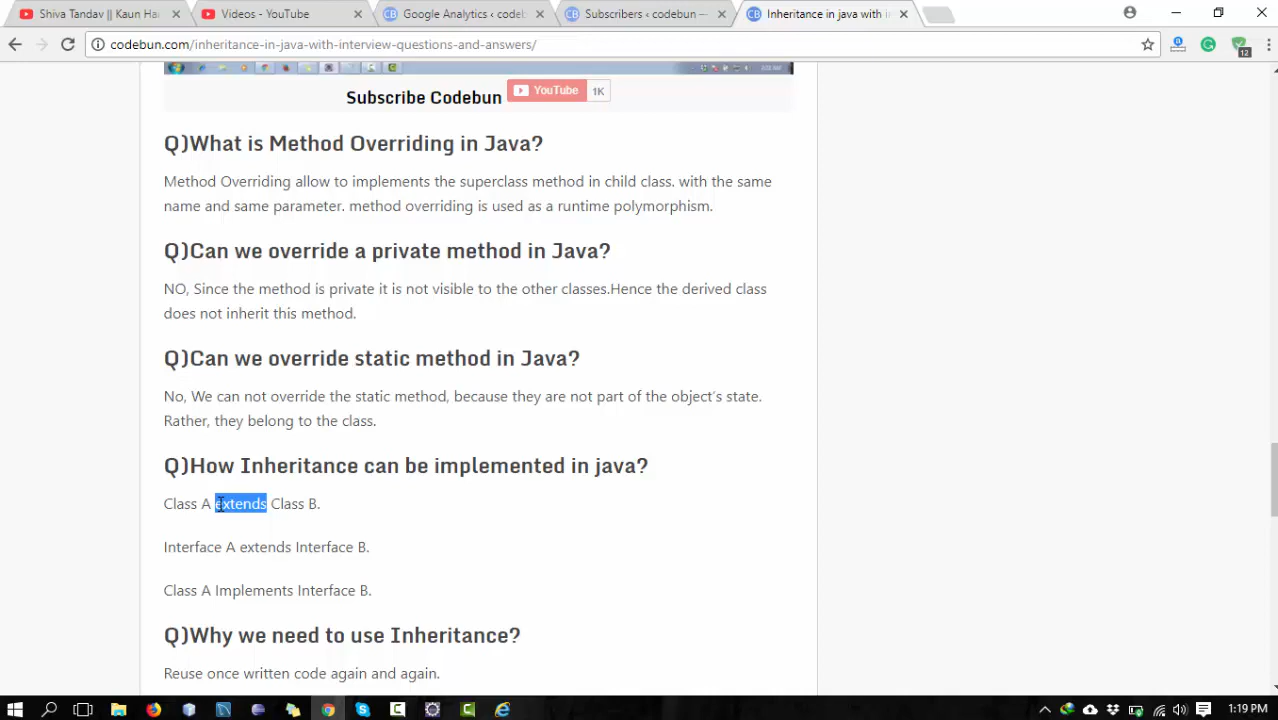 Shiva Tandav || Kaun Ha
Videos - YouTube
Google Analytics ‹ codeb
Subscribers ‹ codebun —
Inheritance in java with i
codebun.com/inheritance-in-java-with-interview-questions-and-answers/
12
Subscribe Codebun YouTube 1K
Q)What is Method Overriding in Java?
Method Overriding allow to implements the superclass method in child class. with the same
name and same parameter. method overriding is used as a runtime polymorphism.
Q)Can we override a private method in Java?
NO, Since the method is private it is not visible to the other classes.Hence the derived class
does not inherit this method.
Q)Can we override static method in Java?
No, We can not override the static method, because they are not part of the object's state.
Rather, they belong to the class.
Q)How Inheritance can be implemented in java?
Class A extends Class B.
Interface A extends Interface B.
Class A Implements Interface B.
Q)Why we need to use Inheritance?
Reuse once written code again and again.
1:19 PM